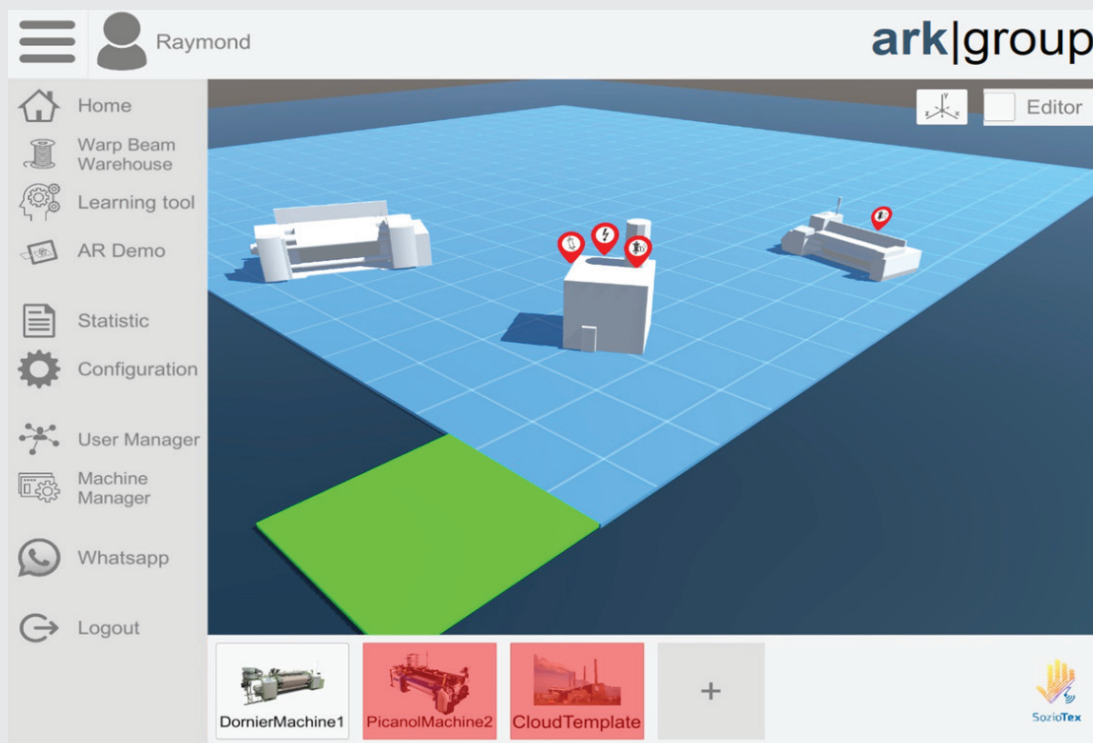 Raymond
ark|group
Home
Warp Beam
Warehouse
Learning tool
AR Demo
Statistic
Configuration
User Manager
Machine
Manager
Whatsapp
Logout
Editor
DornierMachine1
PicanolMachine2
CloudTemplate
+
SozioTex